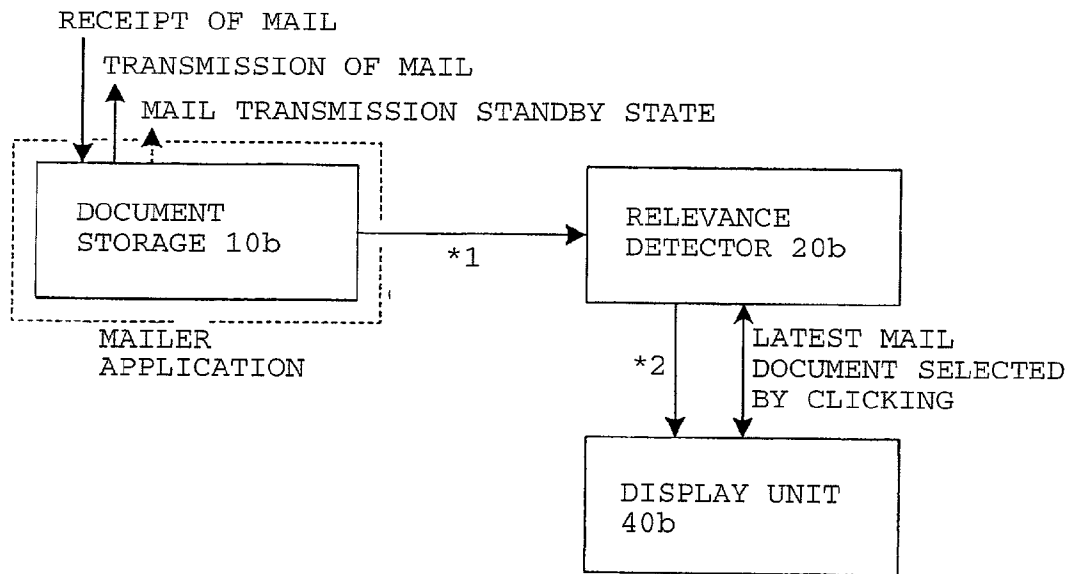 RECEIPT OF MAIL
TRANSMISSION OF MAIL
MAIL TRANSMISSION STANDBY STATE
DOCUMENT
STORAGE 10b
*1
RELEVANCE
DETECTOR 20b
MAILER
APPLICATION
*2
LATEST MAIL
DOCUMENT SELECTED
BY CLICKING
DISPLAY UNIT
40b